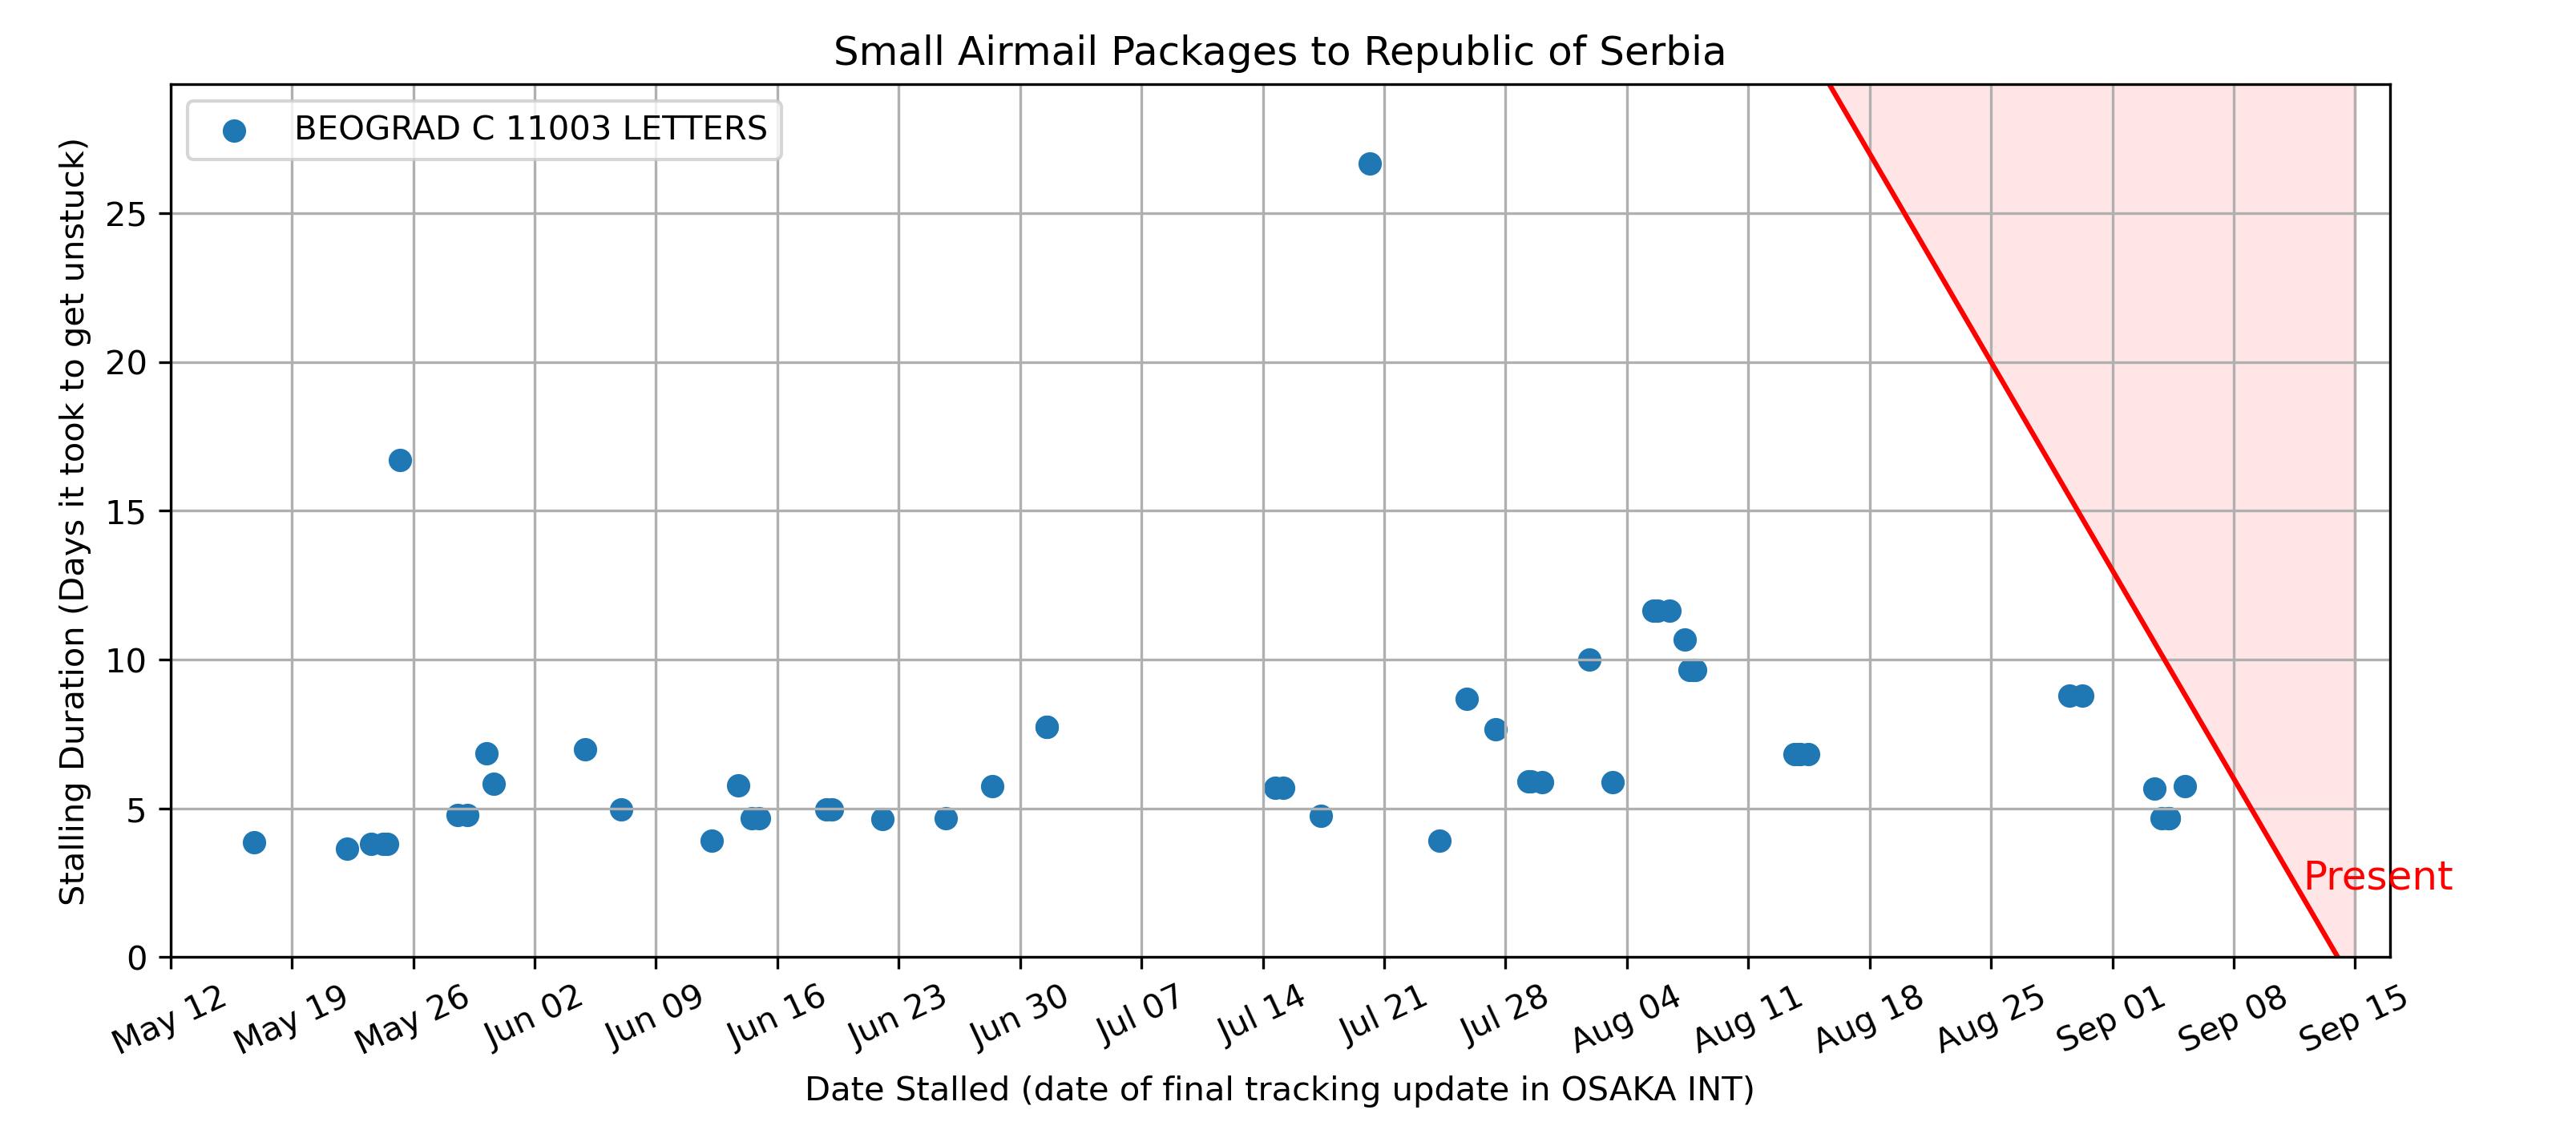 Small Airmail Packages to Republic of Serbia
BEOGRAD C 11003 LETTERS
Stalling Duration (Days it took to get unstuck)
25
20
15
10
5
0
Present
May 12
May 19
May 26
Jun 02
Jun 09
Jun 16
Jun 23
Jun 30
Jul 07
Jul 14
Jul 21
Jul 28
Aug 04
Aug 11
Aug 18
Aug 25
Sep 01
Sep 08
Sep 15
Date Stalled (date of final tracking update in OSAKA INT)